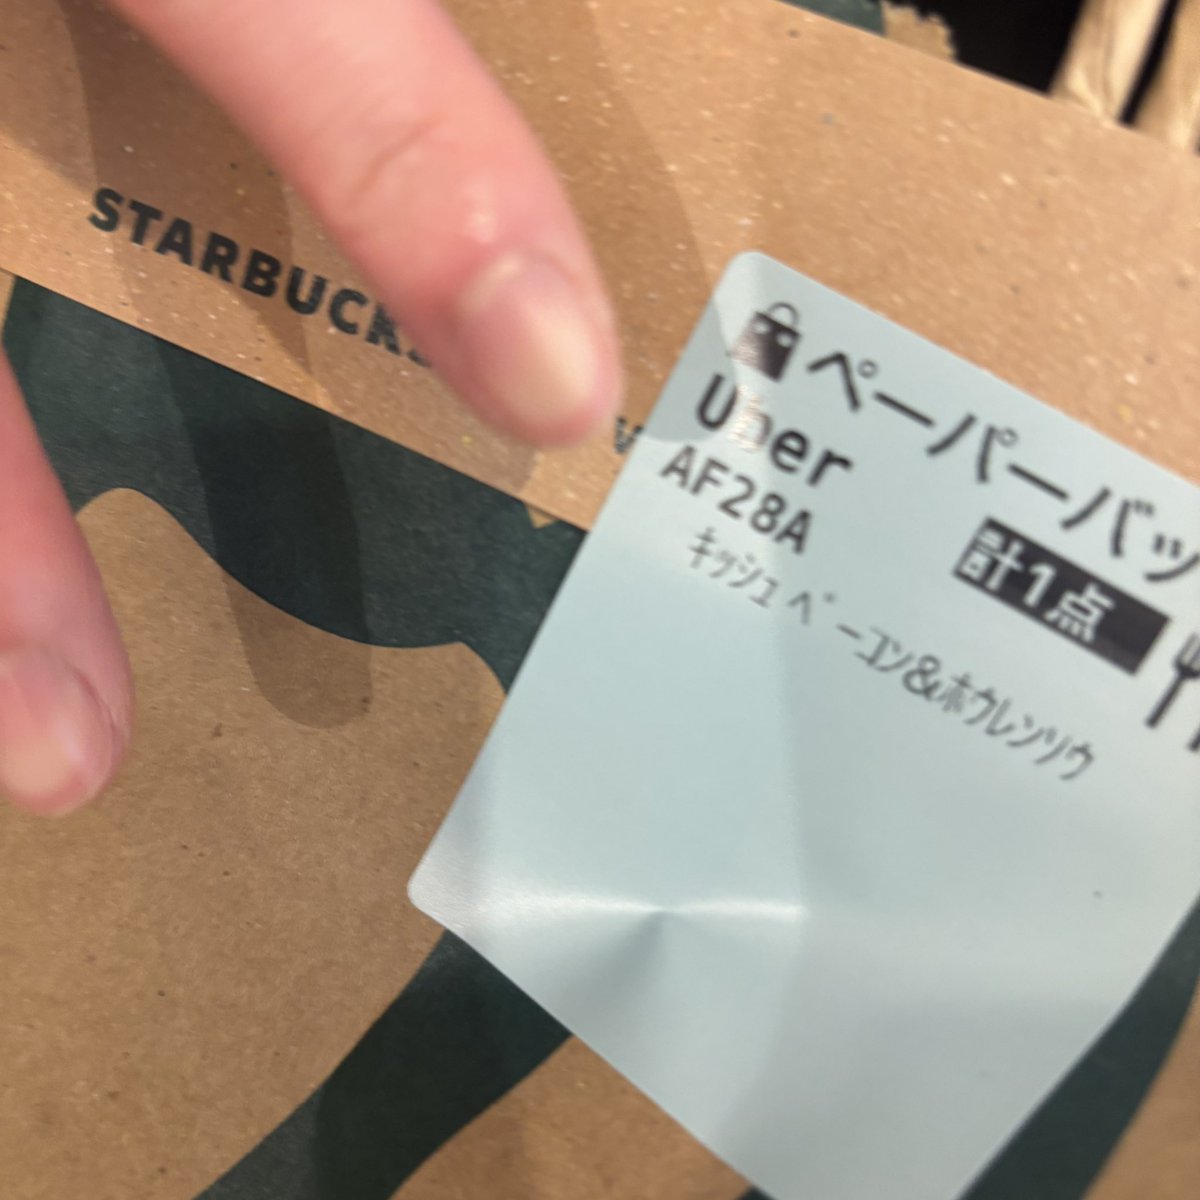 STARBUCKS
ペーパーバッ
Uber
AF28A
計1点
ｷｯｼｭ ﾍﾞｰｺﾝ&ﾎｳﾚﾝｿｳ